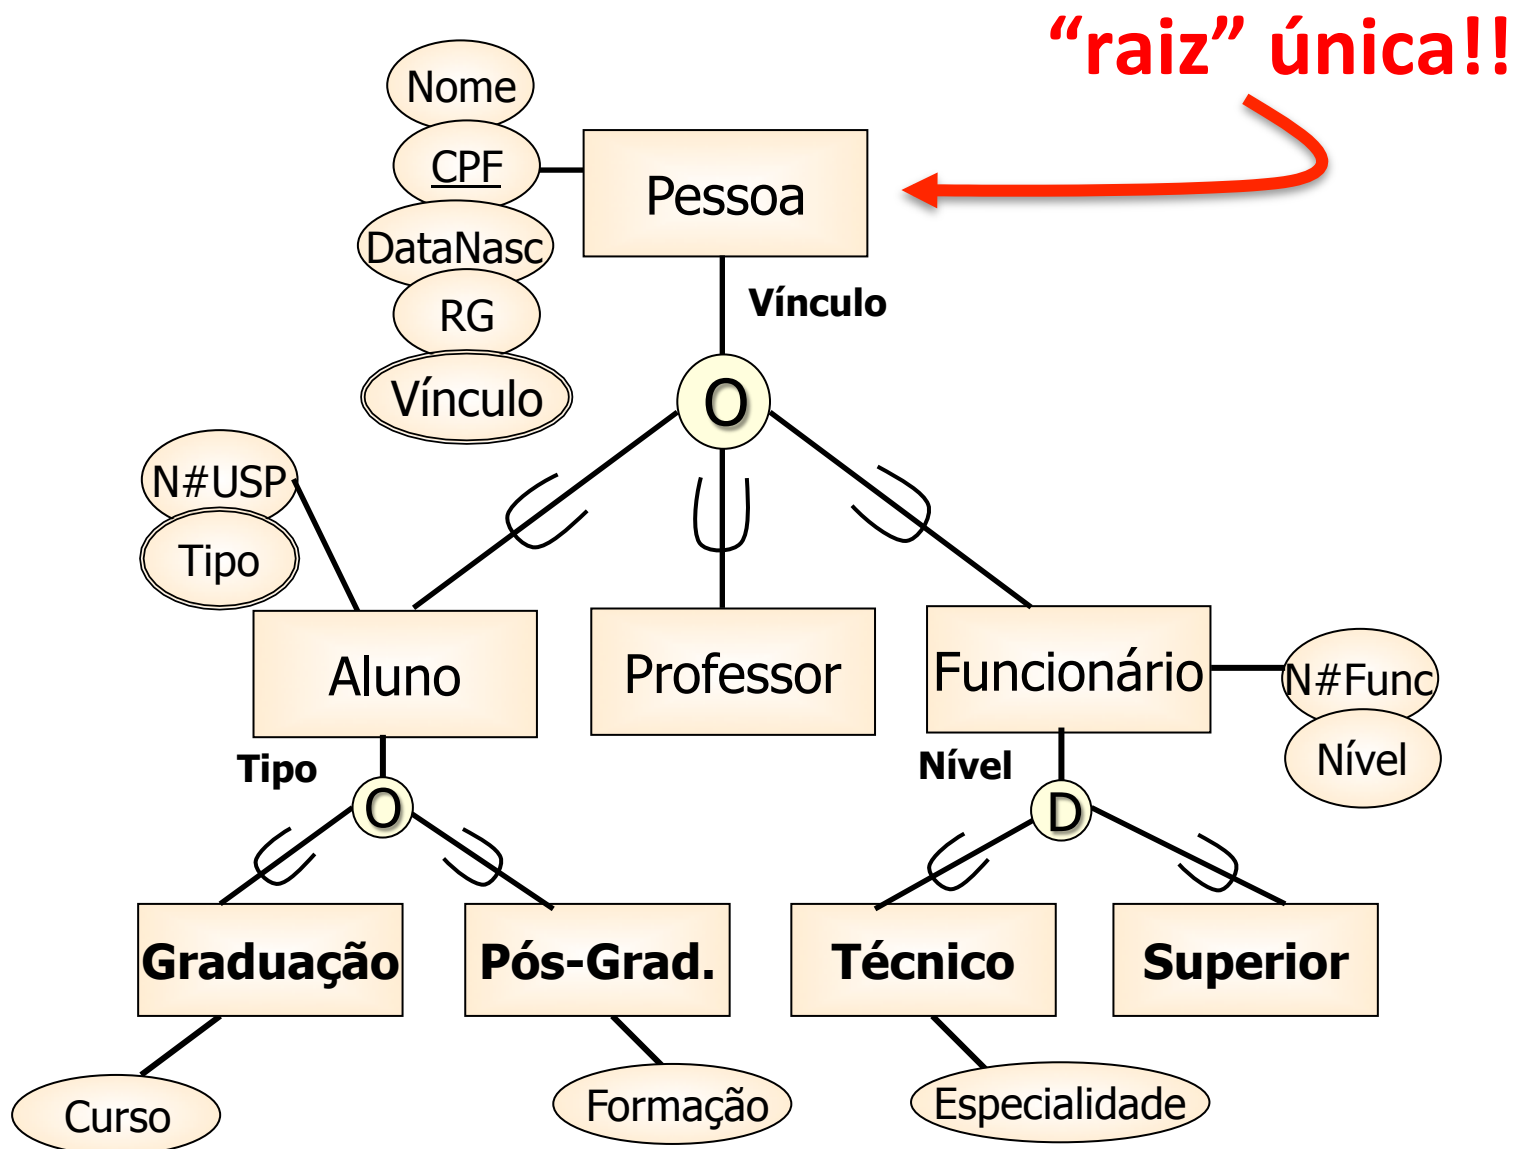 “raiz” única!!
Nome
CPF
DataNasc
RG
Vínculo
Pessoa
Vínculo
O
N#USP
Tipo
Aluno
Professor
Funcionário
N#Func
Nível
Tipo
O
Nível
D
Graduação
Pós-Grad.
Técnico
Superior
Curso
Formação
Especialidade